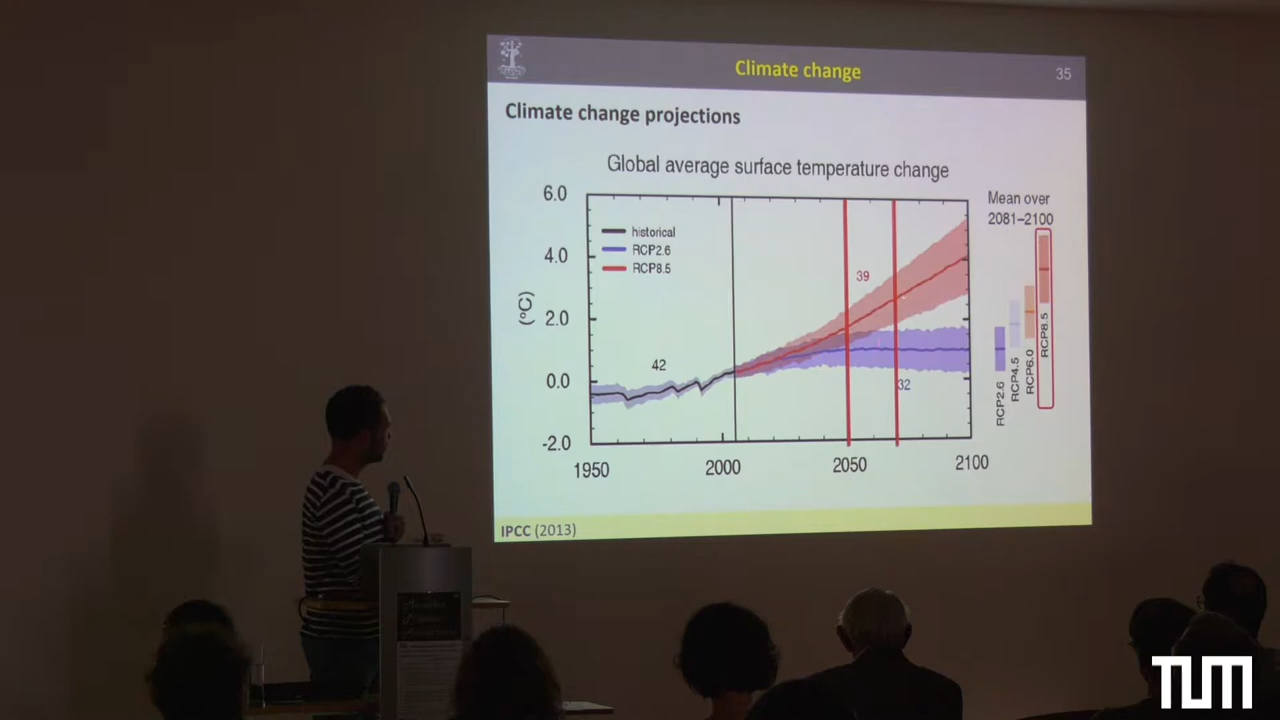 Climate change
35
Climate change projections
Global average surface temperature change
6.0
4.0
2.0
0.0
-2.0
(°C)
historical
RCP2.6
RCP8.5
42
39
32
1950
2000
2050
2100
Mean over
2081–2100
RCP2.6
RCP4.5
RCP6.0
RCP8.5
IPCC (2013)
TUM